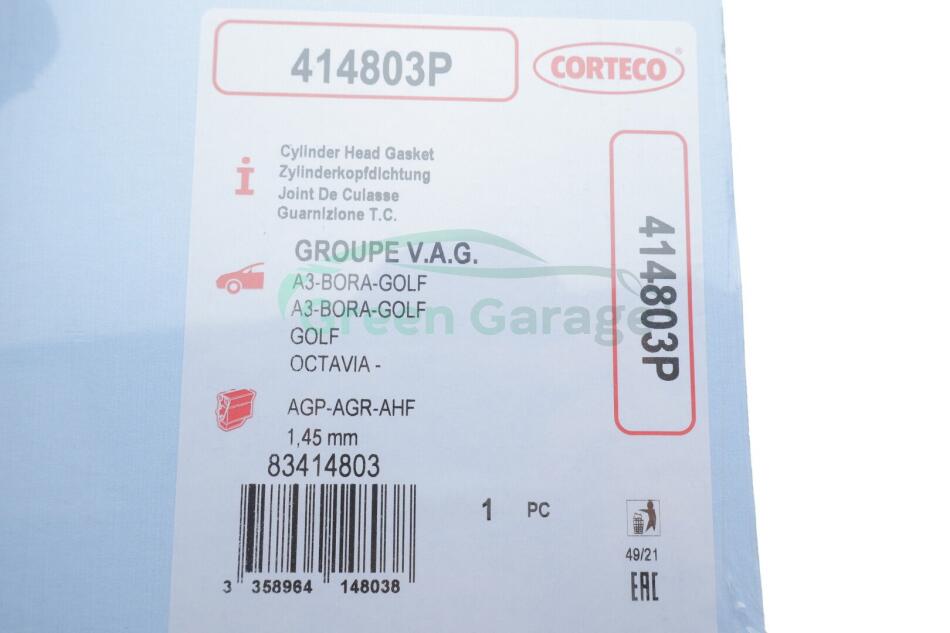 414803P
CORTECO®
i
Cylinder Head Gasket
Zylinderkopfdichtung
Joint De Culasse
Guarnizione T.C.
GROUPE V.A.G.
A3-BORA-GOLF
A3-BORA-GOLF
GOLF
OCTAVIA -
Green Garage
414803P
AGP-AGR-AHF
1,45 mm
83414803
1 PC
3 358964 148038
49/21
EAC